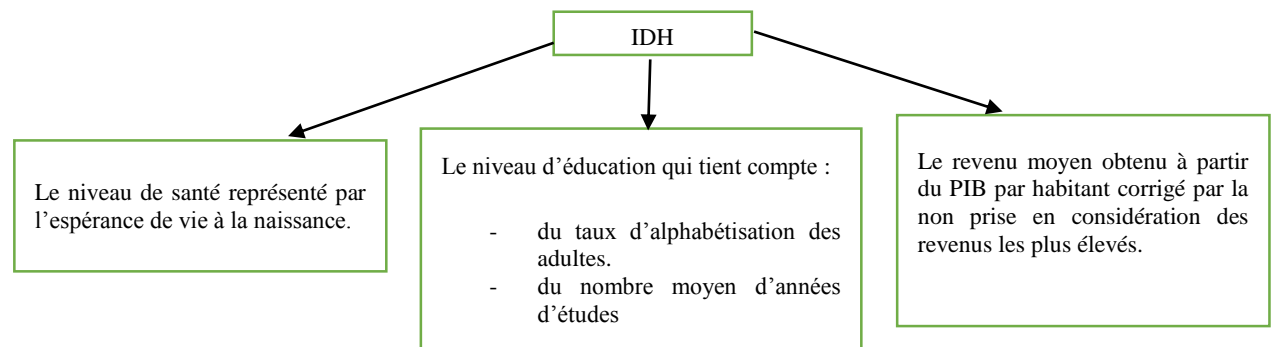 IDH
Le niveau de santé représenté par
l’espérance de vie à la naissance.
Le niveau d’éducation qui tient compte :
- du taux d’alphabétisation des
adultes.
- du nombre moyen d’années
d’études
Le revenu moyen obtenu à partir
du PIB par habitant corrigé par la
non prise en considération des
revenus les plus élevés.